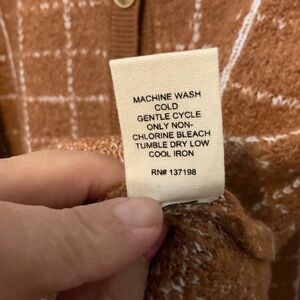 MACHINE WASH
COLD
GENTLE CYCLE
ONLY NON-
CHLORINE BLEACH
TUMBLE DRY LOW
COOL IRON
RN# 137198